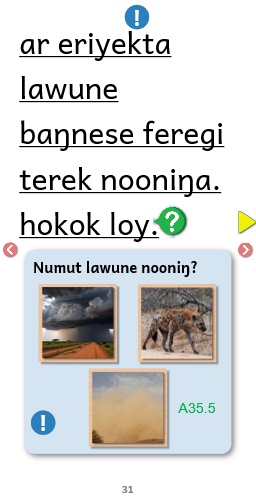 ar eriyekta
lawune
baŋnese feregi
terek nooniŋa.
hokok loy.
Numut lawune nooniŋ?
A35.5
31